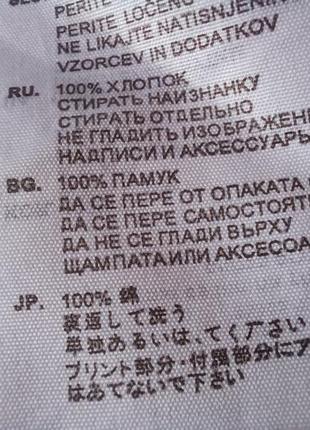 PERITE LOČENO
NE LIKAJTE NATISNJENIH
VZORCEV IN DODATKOV
RU. 100% ХЛОПОК
СТИРАТЬ НАИЗНАНКУ
СТИРАТЬ ОТДЕЛЬНО
НЕ ГЛАДИТЬ ИЗОБРАЖЕН
НАДПИСИ И АКСЕССУАРЫ
BG. 100% ПАМУК
ДА СЕ ПЕРЕ ОТ ОПАКАТА
ДА СЕ ПЕРЕ САМОСТОЯТ
ДА НЕ СЕ ГЛАДИ ВЪРХУ
ЩАМПАТА ИЛИ АКСЕСОА
JP. 100% 綿
裏返して洗う
単独あるいは、てください
プリント部分・付属部分にア
はあてないで下さい